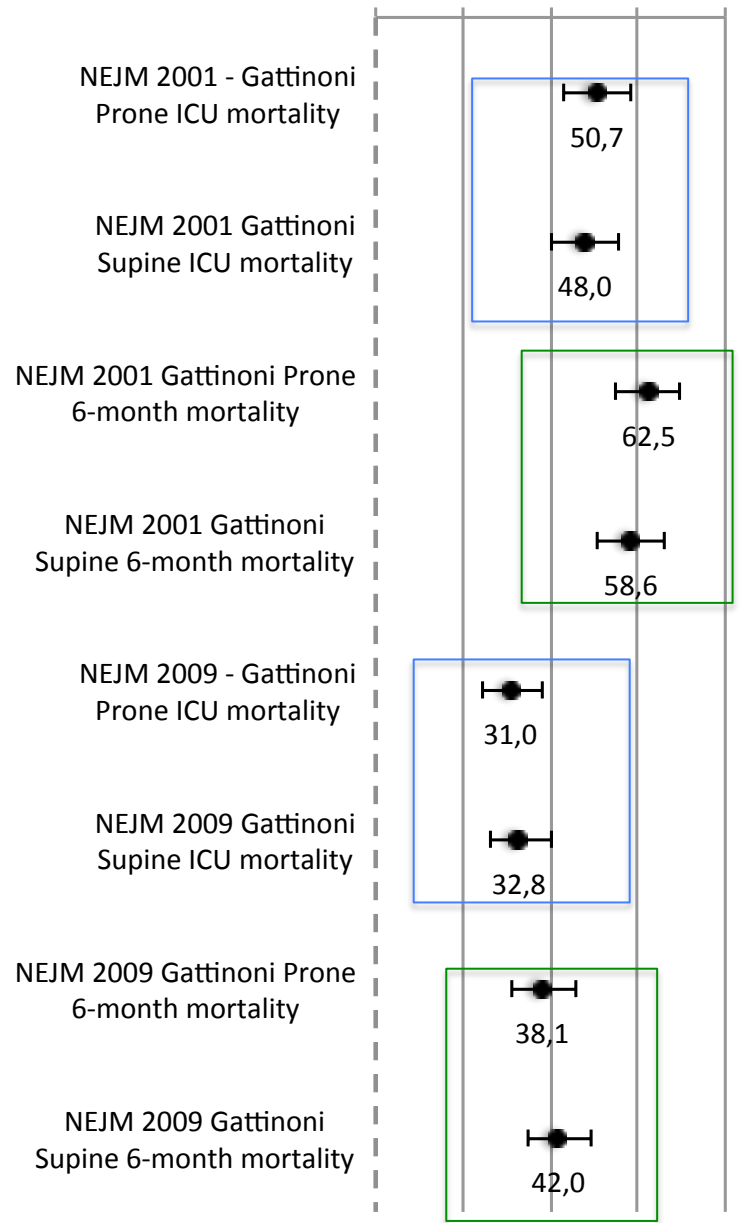 NEJM 2001 - Gattinoni
Prone ICU mortality
50,7
NEJM 2001 Gattinoni
Supine ICU mortality
48,0
NEJM 2001 Gattinoni Prone
6-month mortality
62,5
NEJM 2001 Gattinoni
Supine 6-month mortality
58,6
NEJM 2009 - Gattinoni
Prone ICU mortality
31,0
NEJM 2009 Gattinoni
Supine ICU mortality
32,8
NEJM 2009 Gattinoni Prone
6-month mortality
38,1
NEJM 2009 Gattinoni
Supine 6-month mortality
42,0